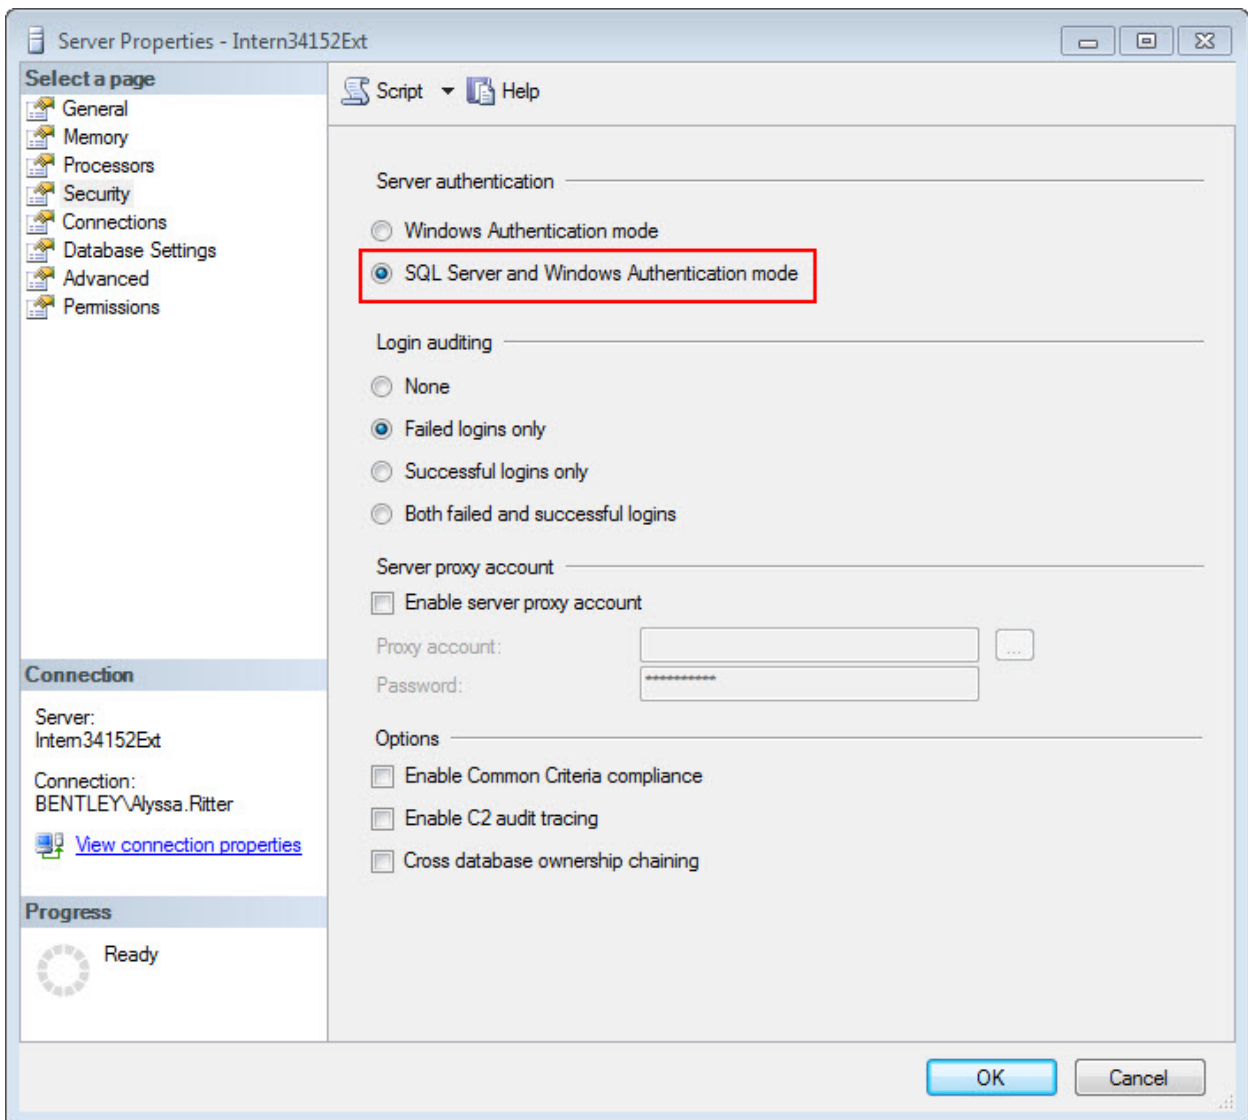 Server Properties - Intern34152Ext
Select a page
General
Memory
Processors
Security
Connections
Database Settings
Advanced
Permissions
Script
Help
Server authentication
Windows Authentication mode
SQL Server and Windows Authentication mode
Login auditing
None
Failed logins only
Successful logins only
Both failed and successful logins
Server proxy account
Enable server proxy account
Proxy account:
...
Password:
**********
Options
Enable Common Criteria compliance
Enable C2 audit tracing
Cross database ownership chaining
Connection
Server:
Intern34152Ext
Connection:
BENTLEY\Alyssa.Ritter
View connection properties
Progress
Ready
OK
Cancel